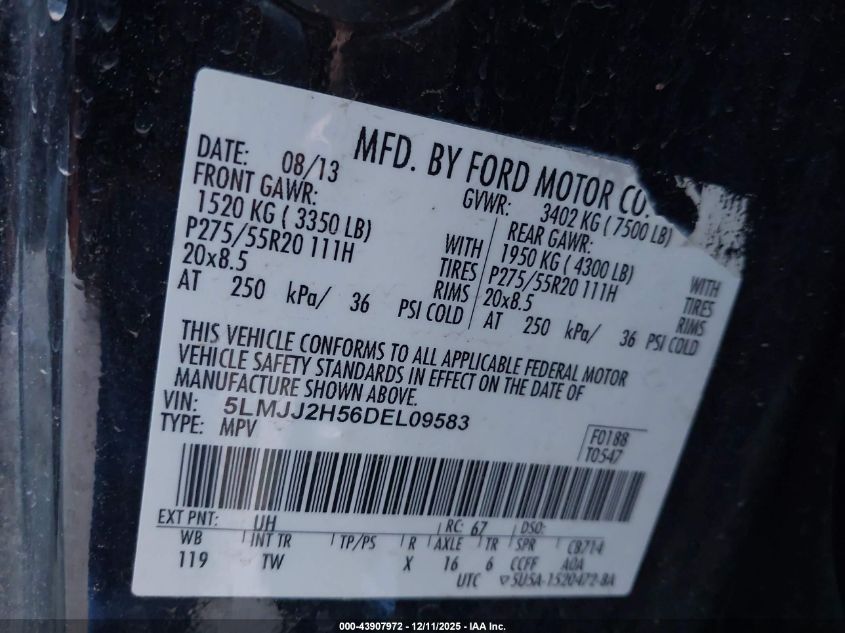 MFD. BY FORD MOTOR CO.
DATE: 08/13 GVWR: 3402 KG ( 7500 LB)
FRONT GAWR: REAR GAWR:
1520 KG ( 3350 LB) WITH 1950 KG ( 4300 LB) WITH
P275/55R20 111H TIRES P275/55R20 111H TIRES
20x8.5 RIMS 20x8.5 RIMS
AT 250 kPa/ 36 PSI COLD AT 250 kPa/ 36 PSI COLD
THIS VEHICLE CONFORMS TO ALL APPLICABLE FEDERAL MOTOR
VEHICLE SAFETY STANDARDS IN EFFECT ON THE DATE OF
MANUFACTURE SHOWN ABOVE.
VIN: 5LMJJ2H56DEL09583
TYPE: MPV
F0188
T0547
EXT PNT: UH RC: 67 DSO:
WB INT TR TP/PS R AXLE TR SPR CB714
119 TW X 16 6 CCFF AOA
UTC ▽5U5A-1520472-BA
000-43907972 - 12/11/2025 - IAA Inc.